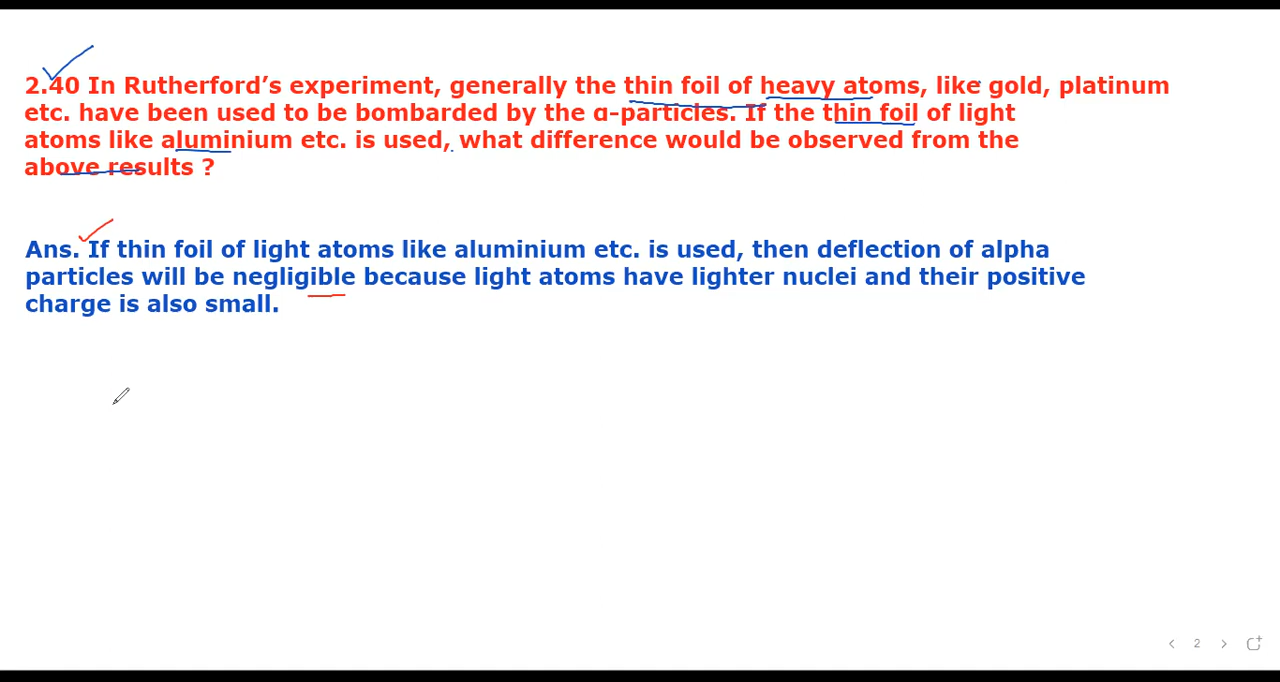 2.40 In Rutherford’s experiment, generally the thin foil of heavy atoms, like gold, platinum
etc. have been used to be bombarded by the α-particles. If the thin foil of light
atoms like aluminium etc. is used, what difference would be observed from the
above results ?
Ans. If thin foil of light atoms like aluminium etc. is used, then deflection of alpha
particles will be negligible because light atoms have lighter nuclei and their positive
charge is also small.
2